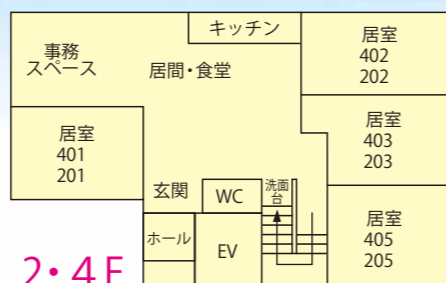 キッチン
事務
スペース
居間・食堂
居室
402
202
居室
401
201
居室
403
203
玄関
WC
洗面
台
ホール
EV
居室
405
205
2・4F